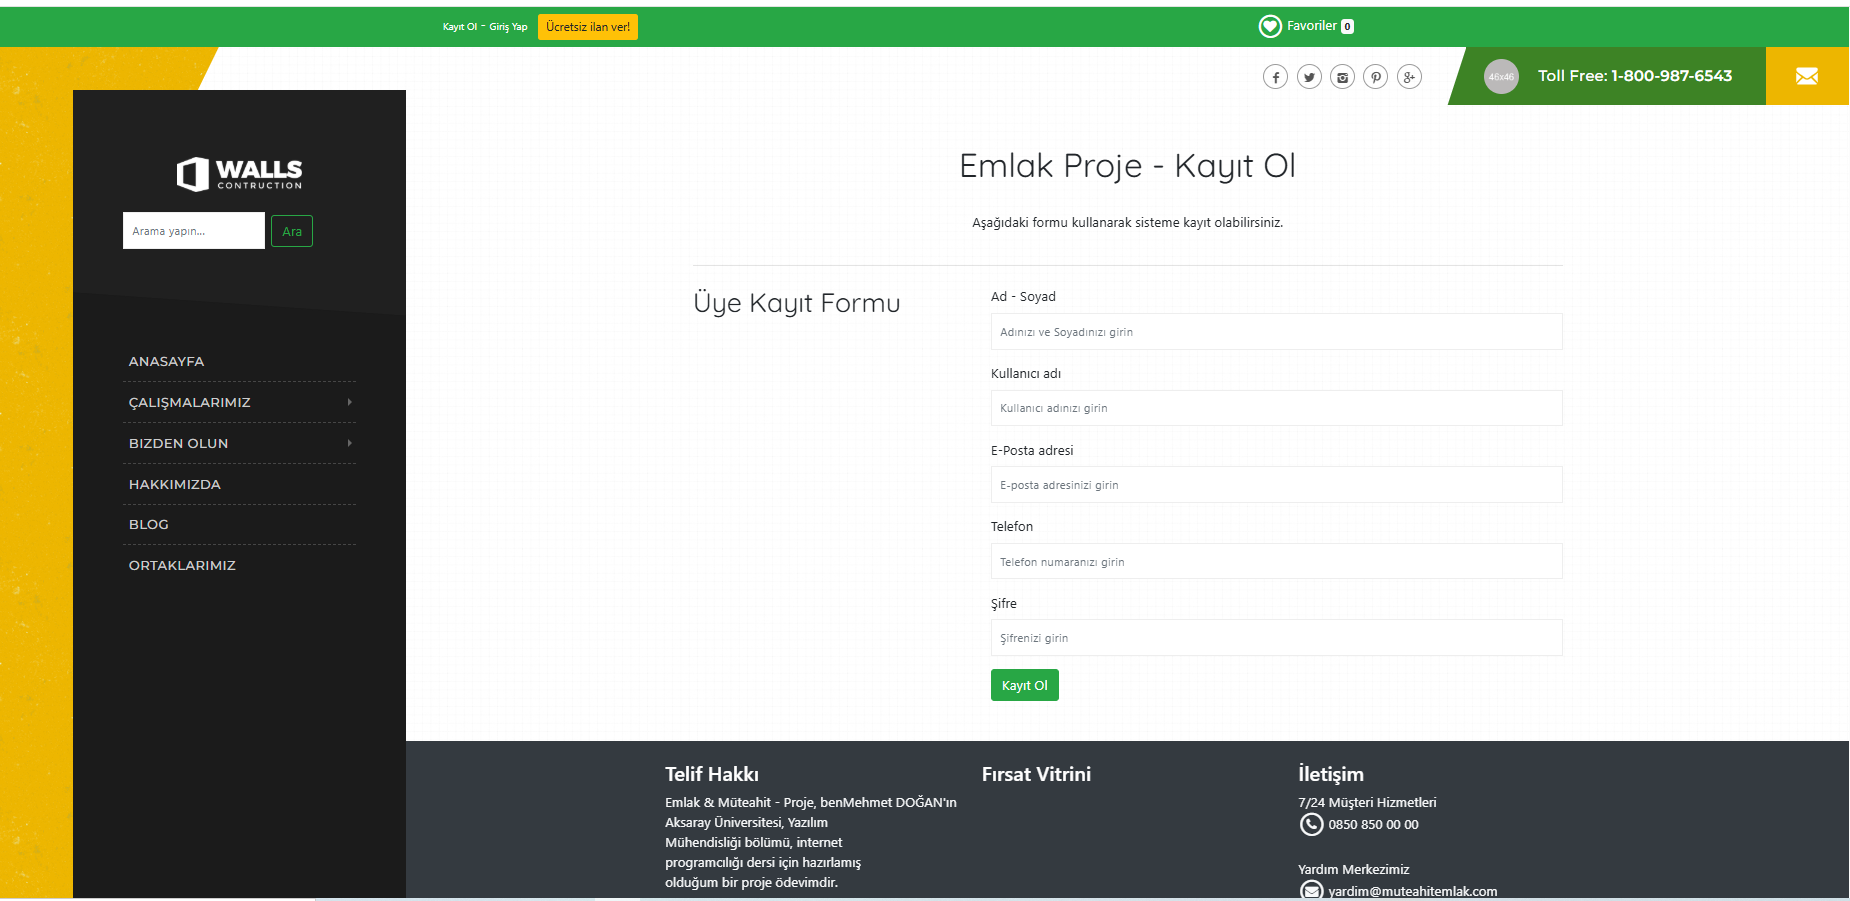 Kayıt Ol - Giriş Yap
Ücretsiz ilan ver!
Favoriler 0
46x46
Toll Free: 1-800-987-6543
WALLS
CONTRUCTION
Arama yapın...
Ara
ANASAYFA
ÇALIŞMALARIMIZ
BIZDEN OLUN
HAKKIMIZDA
BLOG
ORTAKLARIMIZ
Emlak Proje - Kayıt Ol
Aşağıdaki formu kullanarak sisteme kayıt olabilirsiniz.
Üye Kayıt Formu
Ad - Soyad
Adınızı ve Soyadınızı girin
Kullanıcı adı
Kullanıcı adınızı girin
E-Posta adresi
E-posta adresinizi girin
Telefon
Telefon numaranızı girin
Şifre
Şifrenizi girin
Kayıt Ol
Telif Hakkı
Emlak & Müteahit - Proje, benMehmet DOĞAN'ın
Aksaray Üniversitesi, Yazılım
Mühendisliği bölümü, internet
programcılığı dersi için hazırlamış
olduğum bir proje ödevimdir.
Fırsat Vitrini
İletişim
7/24 Müşteri Hizmetleri
0850 850 00 00
Yardım Merkezimiz
yardim@muteahitemlak.com